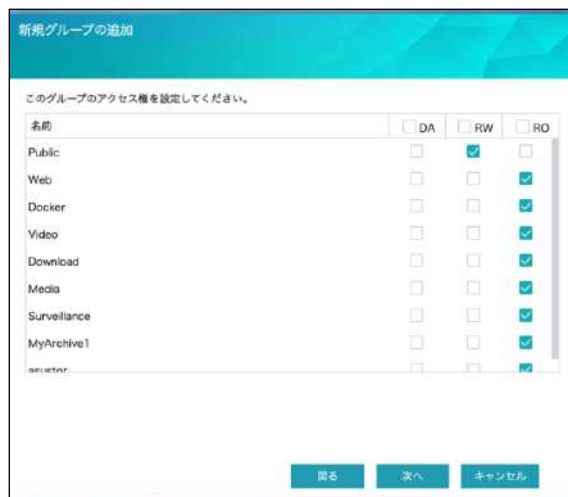 新規グループの追加
このグループのアクセス権を設定してください。
名前 DA RW RO
Public
Web
Docker
Video
Download
Media
Surveillance
MyArchive1
asustor
戻る 次へ キャンセル